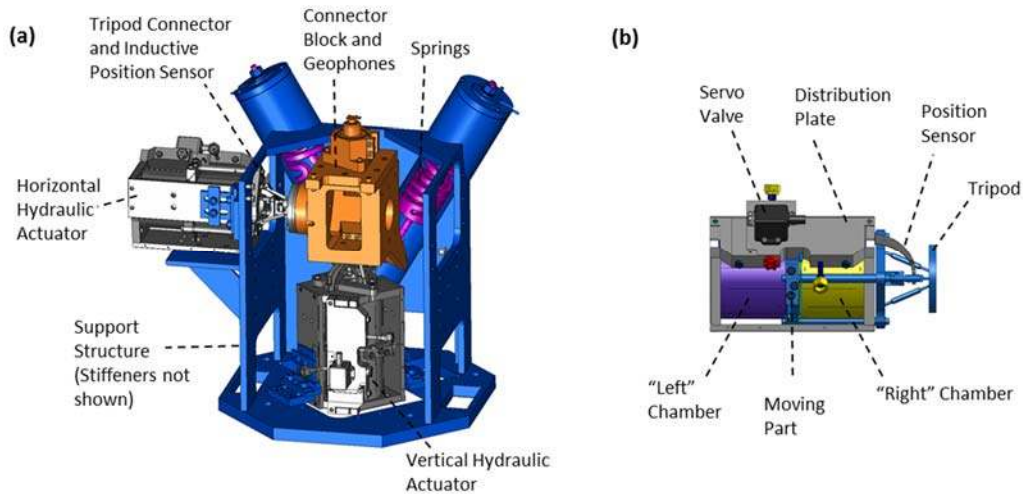 (a)
Tripod Connector
and Inductive
Position Sensor
Connector
Block and
Geophones
Springs
Horizontal
Hydraulic
Actuator
Support
Structure
(Stiffeners not
shown)
Vertical Hydraulic
Actuator
(b)
Servo
Valve
Distribution
Plate
Position
Sensor
Tripod
“Left”
Chamber
Moving
Part
“Right” Chamber